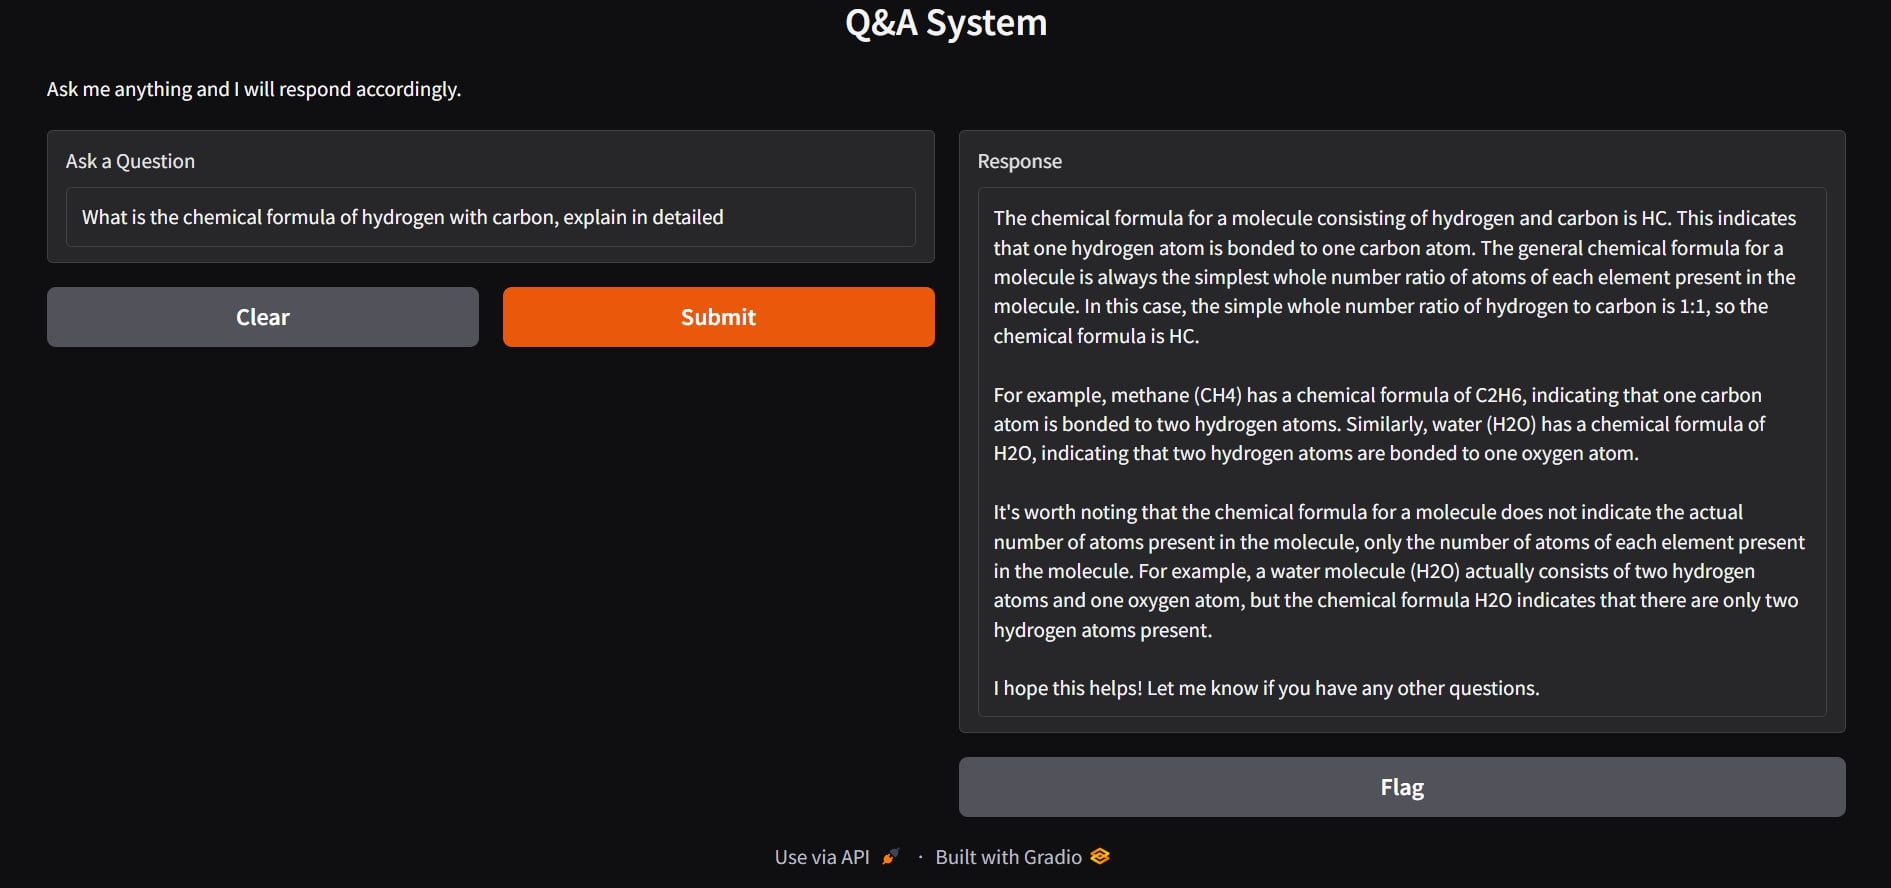 Q&A System
Ask me anything and I will respond accordingly.
Ask a Question
What is the chemical formula of hydrogen with carbon, explain in detailed
Clear
Submit
Response
The chemical formula for a molecule consisting of hydrogen and carbon is HC. This indicates
that one hydrogen atom is bonded to one carbon atom. The general chemical formula for a
molecule is always the simplest whole number ratio of atoms of each element present in the
molecule. In this case, the simple whole number ratio of hydrogen to carbon is 1:1, so the
chemical formula is HC.
For example, methane (CH4) has a chemical formula of C2H6, indicating that one carbon
atom is bonded to two hydrogen atoms. Similarly, water (H2O) has a chemical formula of
H2O, indicating that two hydrogen atoms are bonded to one oxygen atom.
It's worth noting that the chemical formula for a molecule does not indicate the actual
number of atoms present in the molecule, only the number of atoms of each element present
in the molecule. For example, a water molecule (H2O) actually consists of two hydrogen
atoms and one oxygen atom, but the chemical formula H2O indicates that there are only two
hydrogen atoms present.
I hope this helps! Let me know if you have any other questions.
Flag
Use via API · Built with Gradio